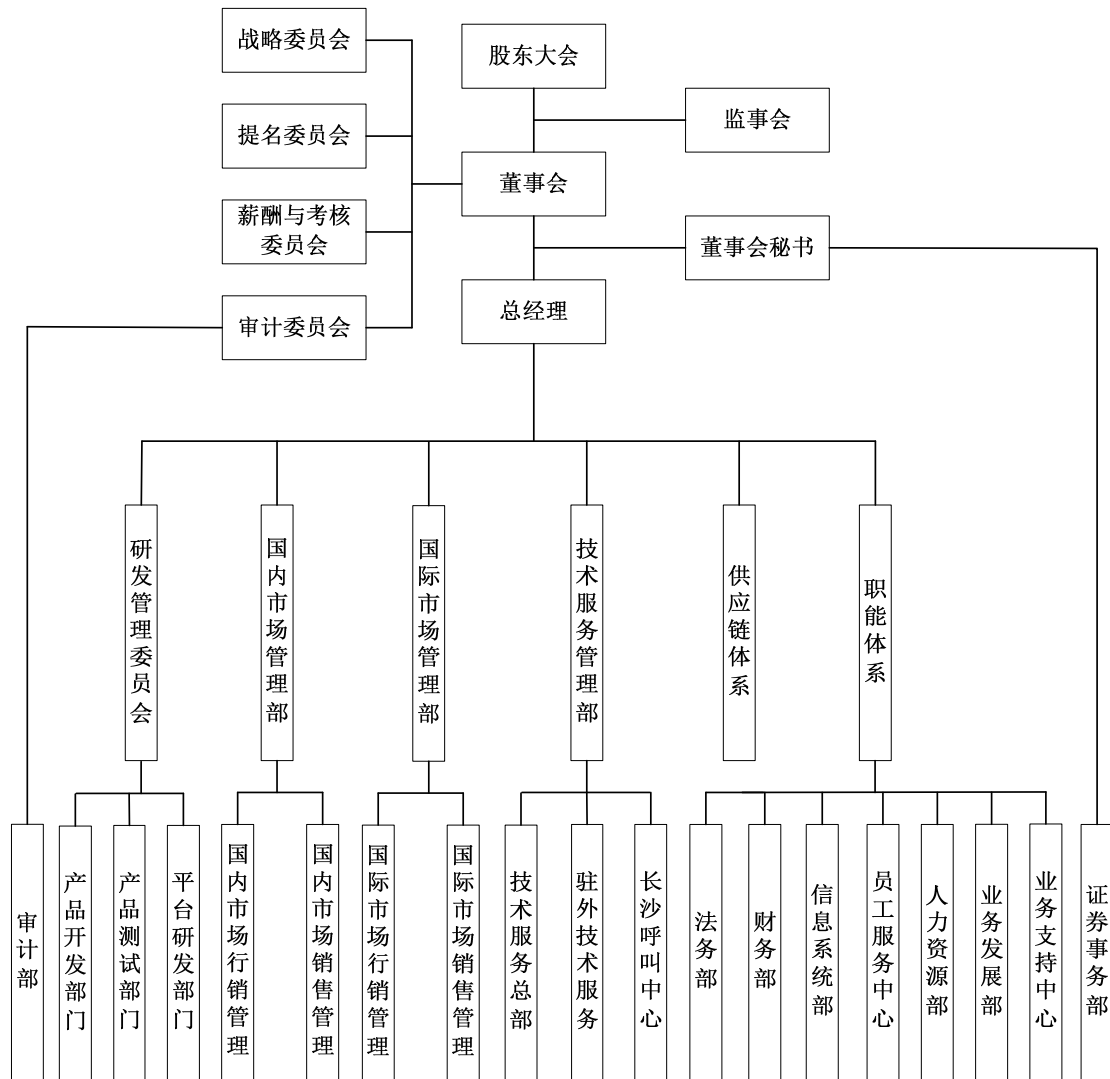 战略委员会
股东大会
提名委员会
监事会
董事会
薪酬与考核
委员会
董事会秘书
审计委员会
总经理
研发管理委员会
国内市场管理部
国际市场管理部
技术服务管理部
供应链体系
职能体系
审计部
产品开发部门
产品测试部门
平台研发部门
国内市场行销管理
国内市场销售管理
国际市场行销管理
国际市场销售管理
技术服务总部
驻外技术服务
长沙呼叫中心
法务部
财务部
信息系统部
员工服务中心
人力资源部
业务发展部
业务支持中心
证券事务部